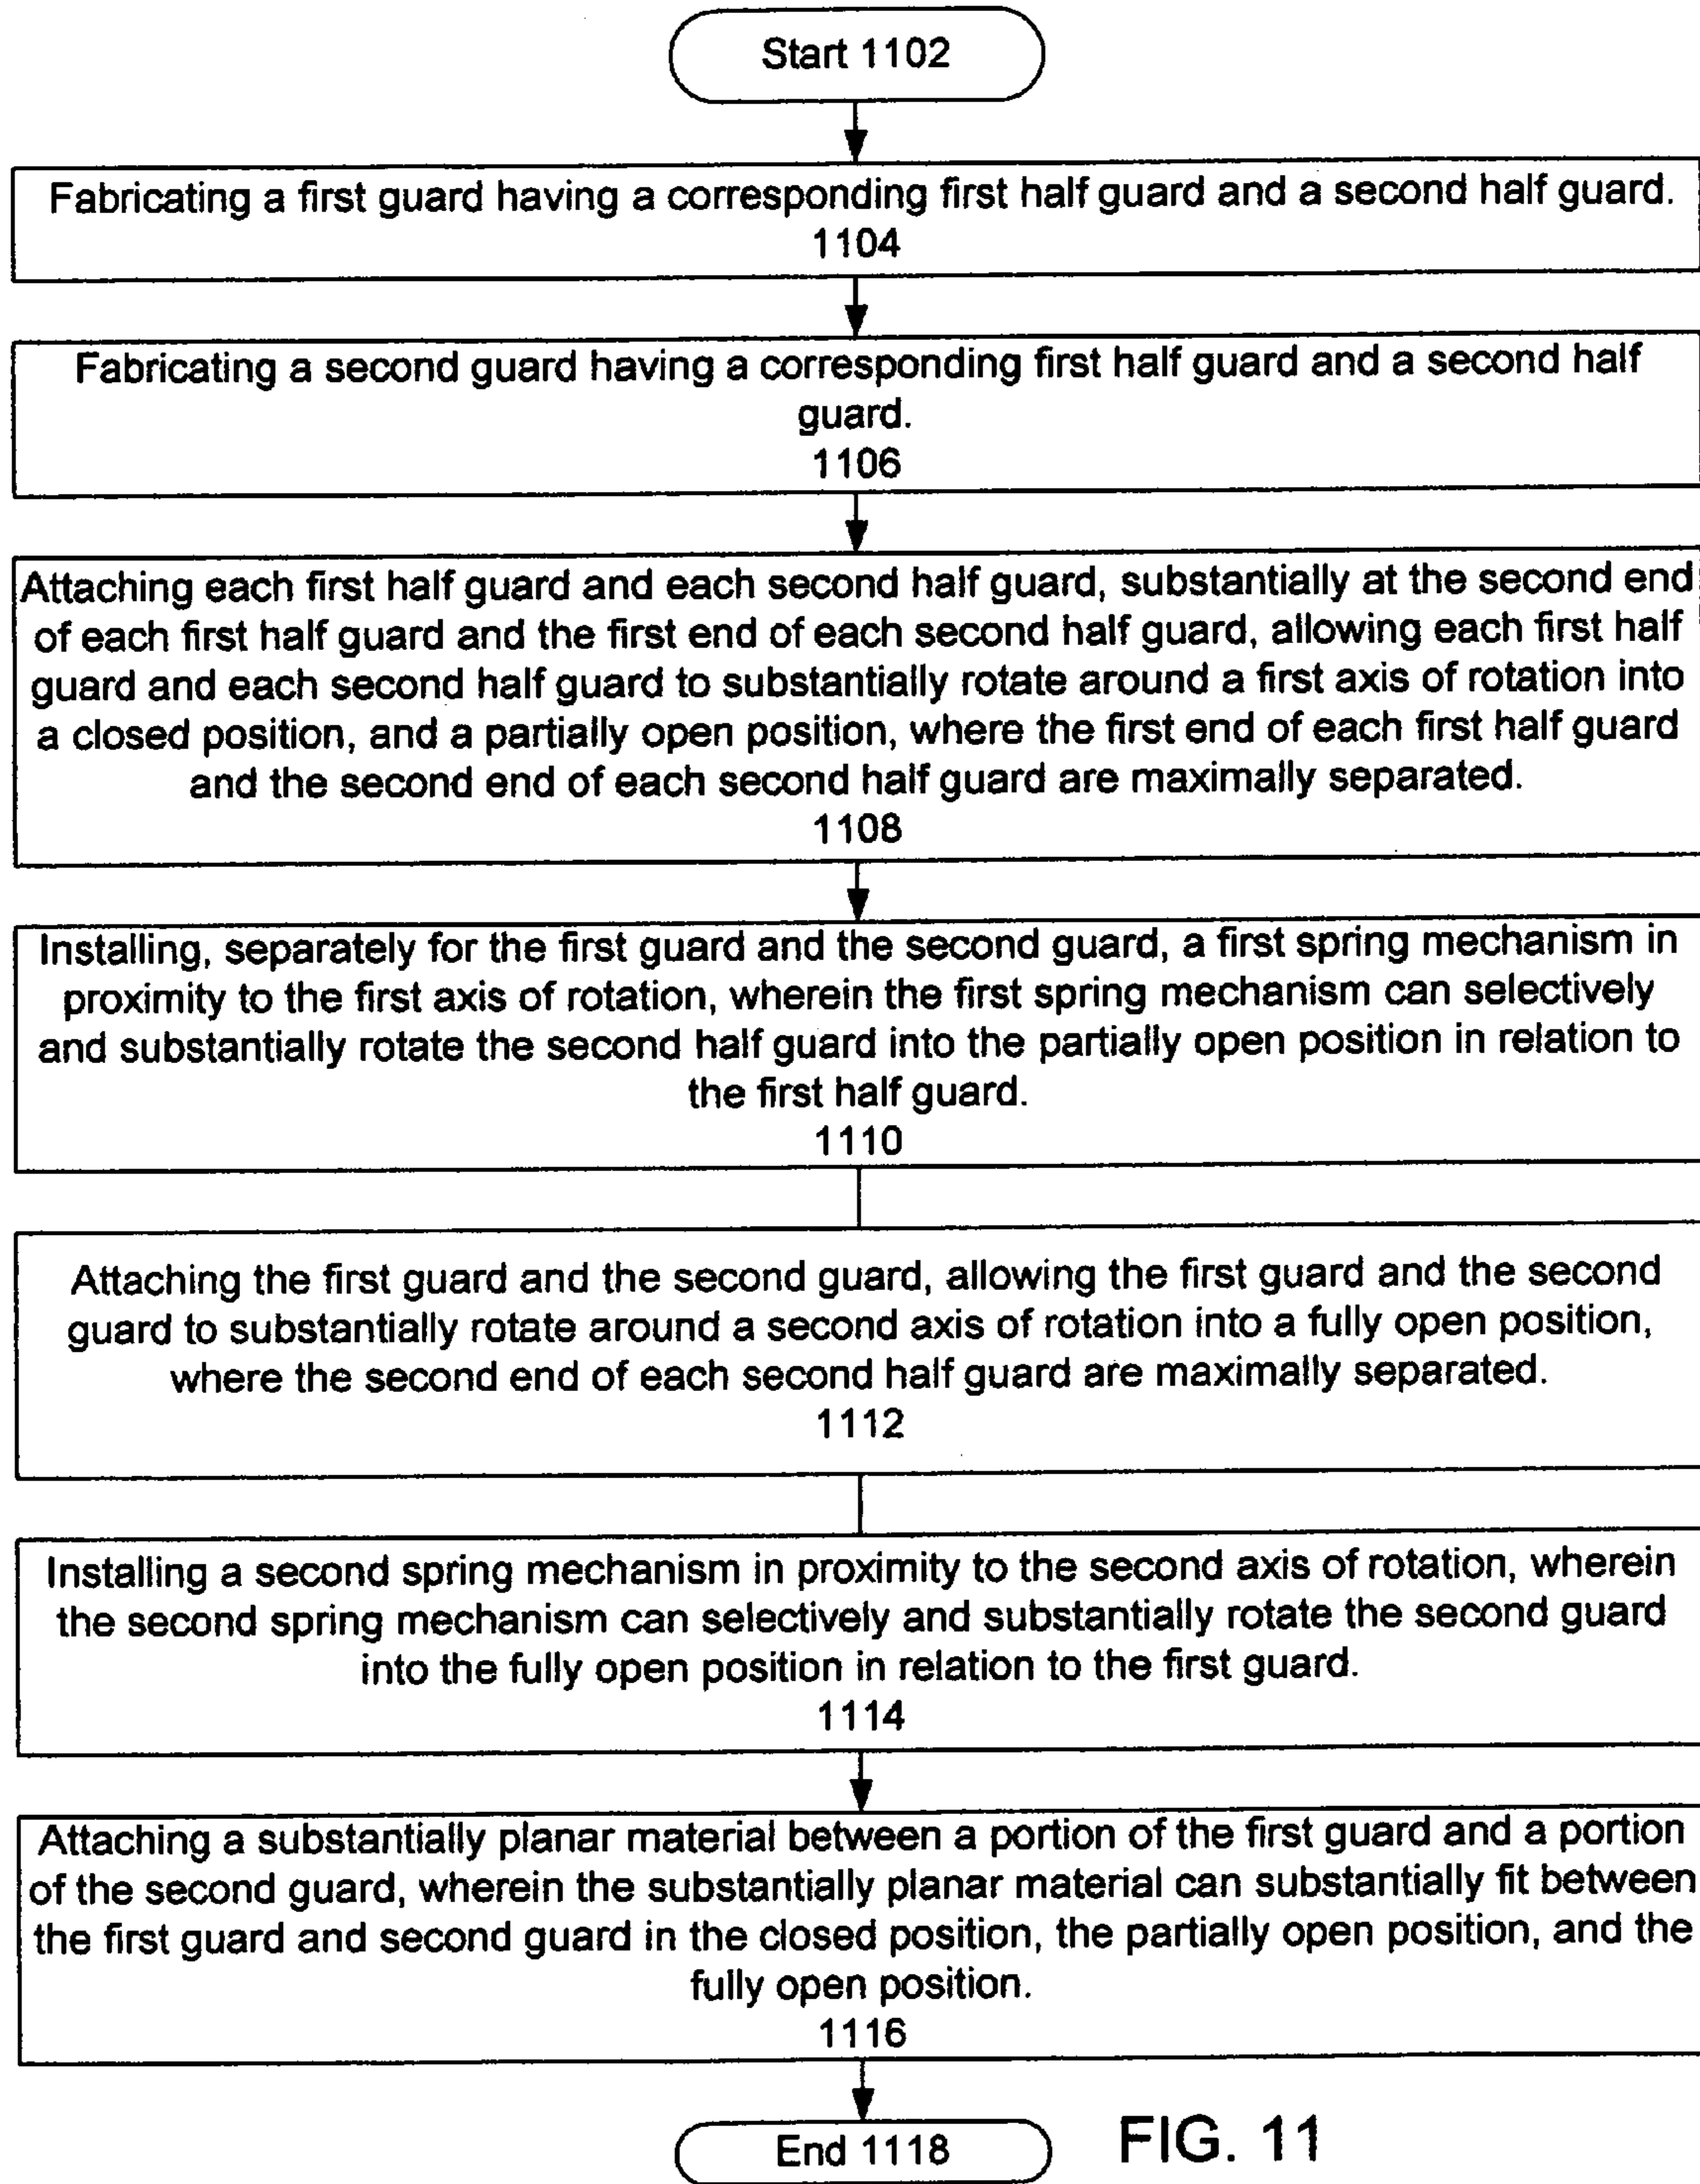 Start 1102
Fabricating a first guard having a corresponding first half guard and a second half guard.
1104
Fabricating a second guard having a corresponding first half guard and a second half
guard.
1106
Attaching each first half guard and each second half guard, substantially at the second end
of each first half guard and the first end of each second half guard, allowing each first half
guard and each second half guard to substantially rotate around a first axis of rotation into
a closed position, and a partially open position, where the first end of each first half guard
and the second end of each second half guard are maximally separated.
1108
Installing, separately for the first guard and the second guard, a first spring mechanism in
proximity to the first axis of rotation, wherein the first spring mechanism can selectively
and substantially rotate the second half guard into the partially open position in relation to
the first half guard.
1110
Attaching the first guard and the second guard, allowing the first guard and the second
guard to substantially rotate around a second axis of rotation into a fully open position,
where the second end of each second half guard are maximally separated.
1112
Installing a second spring mechanism in proximity to the second axis of rotation, wherein
the second spring mechanism can selectively and substantially rotate the second guard
into the fully open position in relation to the first guard.
1114
Attaching a substantially planar material between a portion of the first guard and a portion
of the second guard, wherein the substantially planar material can substantially fit between
the first guard and second guard in the closed position, the partially open position, and the
fully open position.
1116
End 1118
FIG. 11